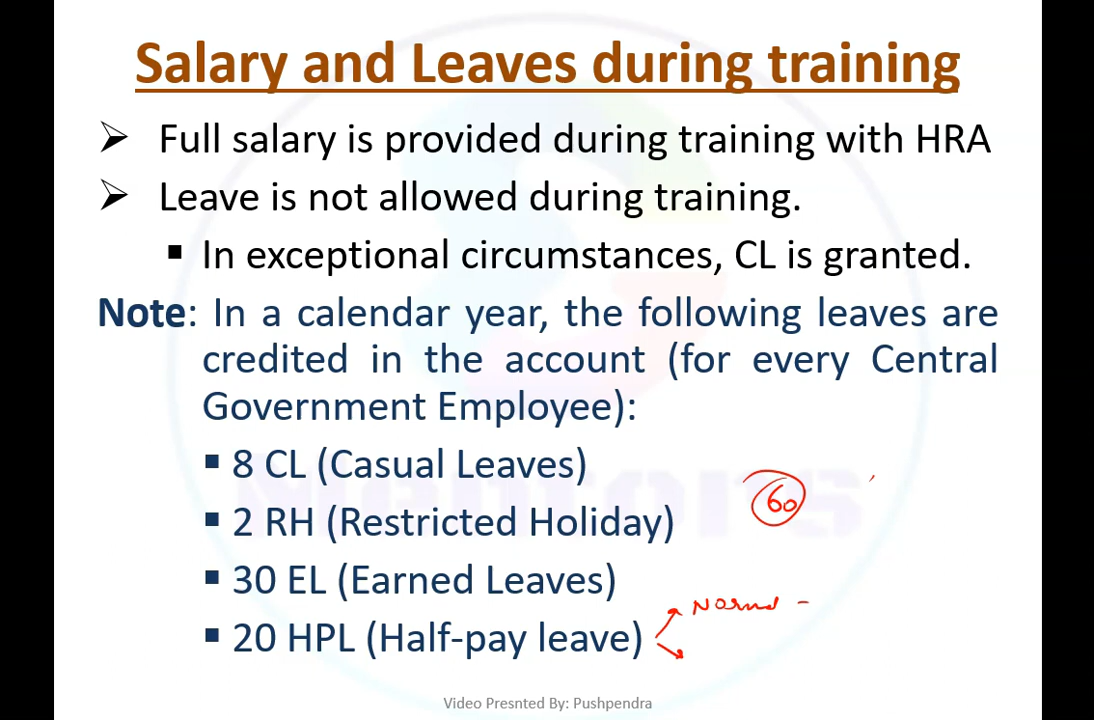 Salary and Leaves during training
➢ Full salary is provided during training with HRA
➢ Leave is not allowed during training.
▪ In exceptional circumstances, CL is granted.
Note: In a calendar year, the following leaves are
credited in the account (for every Central
Government Employee):
▪ 8 CL (Casual Leaves)
▪ 2 RH (Restricted Holiday)
60
▪ 30 EL (Earned Leaves)
Normal -
▪ 20 HPL (Half-pay leave)
Mentors
Video Presnted By: Pushpendra